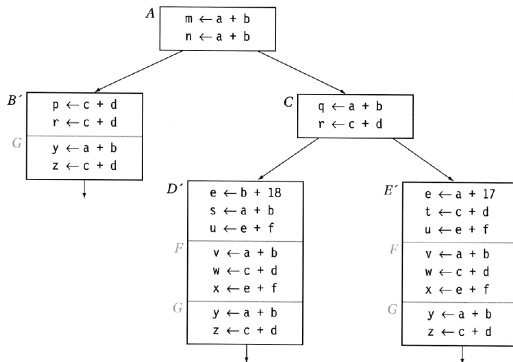 A
m ← a + b
n ← a + b
B´
p ← c + d
r ← c + d
G
y ← a + b
z ← c + d
C
q ← a + b
r ← c + d
D´
e ← b + 18
s ← a + b
u ← e + f
F
v ← a + b
w ← c + d
x ← e + f
G
y ← a + b
z ← c + d
E´
e ← a + 17
t ← c + d
u ← e + f
F
v ← a + b
w ← c + d
x ← e + f
G
y ← a + b
z ← c + d